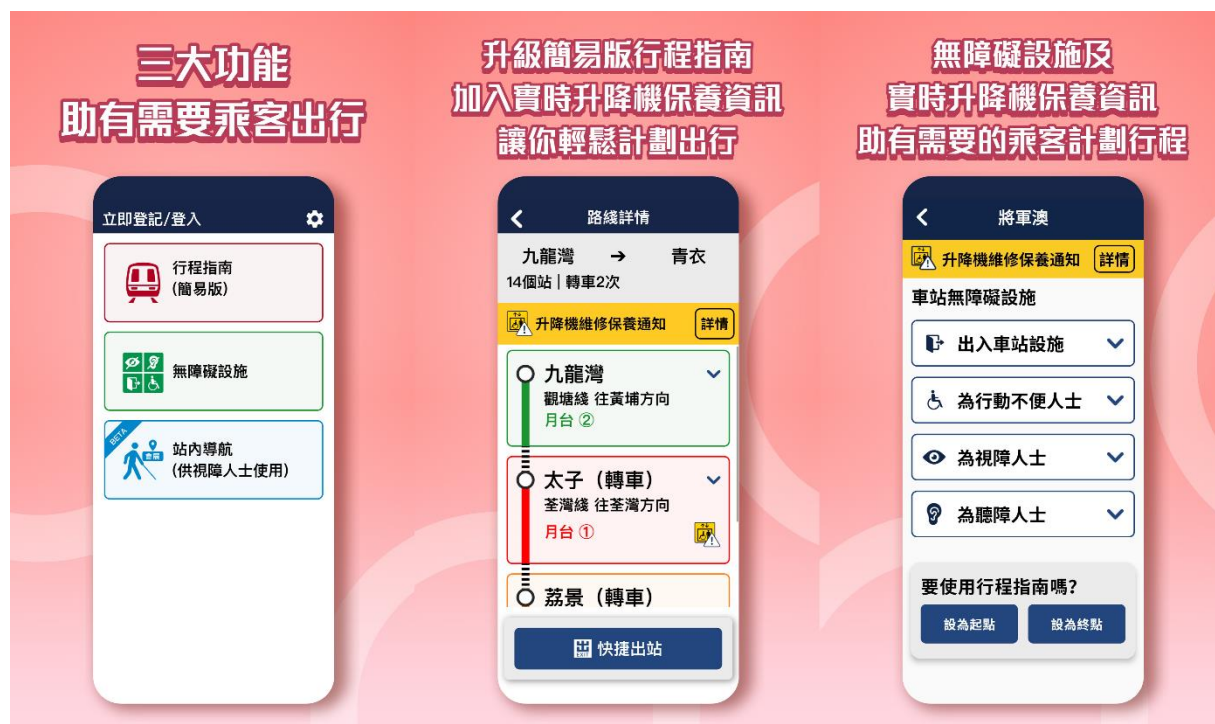 三大功能
助有需要乘客出行
立即登記/登入
行程指南
(簡易版)
無障礙設施
BETA
站內導航
(供視障人士使用)
升級簡易版行程指南
加入實時升降機保養資訊
讓你輕鬆計劃出行
路綫詳情
九龍灣 → 青衣
14個站 | 轉車2次
升降機維修保養通知 詳情
九龍灣
觀塘綫 往黃埔方向
月台 ②
太子（轉車）
荃灣綫 往荃灣方向
月台 ①
荔景（轉車）
快捷出站
無障礙設施及
實時升降機保養資訊
助有需要的乘客計劃行程
將軍澳
升降機維修保養通知 詳情
車站無障礙設施
出入車站設施
為行動不便人士
為視障人士
為聽障人士
要使用行程指南嗎?
設為起點 設為終點